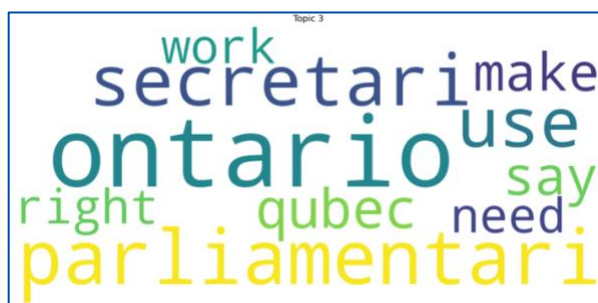 Topic 3
work
secretari make
ontario use
say
right qubec need
parliamentari